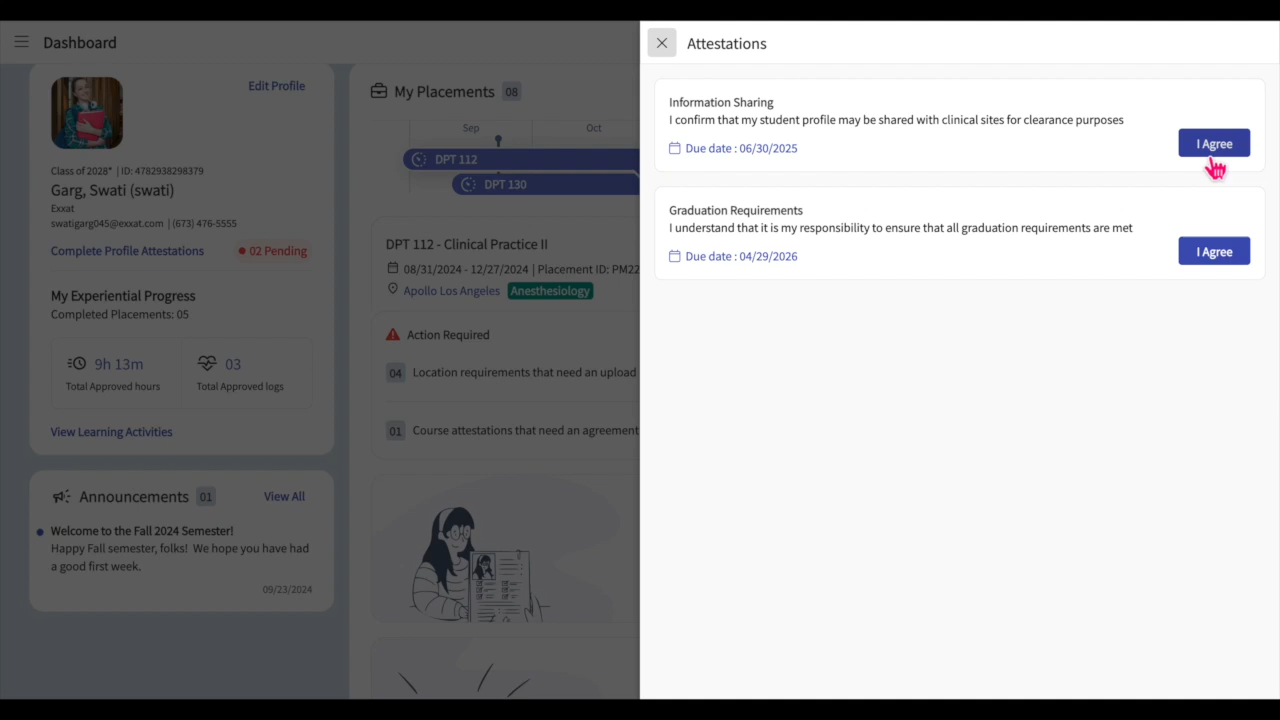 Dashboard
Edit Profile
Class of 2028* | ID: 4782938298379
Garg, Swati (swati)
Exxat
swatigarg045@exxat.com | (673) 476-5555
Complete Profile Attestations
02 Pending
My Experiential Progress
Completed Placements: 05
9h 13m
Total Approved hours
03
Total Approved logs
View Learning Activities
Announcements 01
View All
Welcome to the Fall 2024 Semester!
Happy Fall semester, folks! We hope you have had
a good first week.
09/23/2024
My Placements 08
Sep
Oct
DPT 112
DPT 130
DPT 112 - Clinical Practice II
08/31/2024 - 12/27/2024 | Placement ID: PM22
Apollo Los Angeles Anesthesiology
Action Required
04 Location requirements that need an upload
01 Course attestations that need an agreement
Attestations
Information Sharing
I confirm that my student profile may be shared with clinical sites for clearance purposes
Due date : 06/30/2025
I Agree
Graduation Requirements
I understand that it is my responsibility to ensure that all graduation requirements are met
Due date : 04/29/2026
I Agree